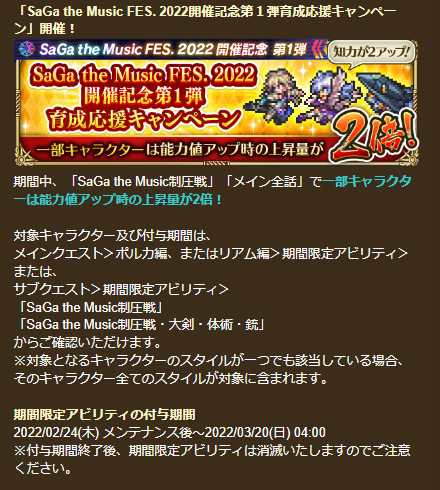 「SaGa the Music FES. 2022開催記念第１弾育成応援キャンペー
ン」開催！
SaGa the Music FES. 2022 開催記念 第1弾
知力が2アップ!
SaGa the Music FES. 2022
開催記念第1弾
育成応援キャンペーン
一部キャラクターは能力値アップ時の上昇量が
2倍!
期間中、「SaGa the Music制圧戦」「メイン全話」で一部キャラクタ
ーは能力値アップ時の上昇量が2倍！
対象キャラクター及び付与期間は、
メインクエスト＞ポルカ編、またはリアム編＞期間限定アビリティ＞
または、
サブクエスト＞期間限定アビリティ＞
「SaGa the Music制圧戦」
「SaGa the Music制圧戦・大剣・体術・銃」
からご確認いただけます。
※対象となるキャラクターのスタイルが一つでも該当している場合、
そのキャラクター全てのスタイルが対象に含まれます。
期間限定アビリティの付与期間
2022/02/24(木) メンテナンス後～2022/03/20(日) 04:00
※付与期間終了後、期間限定アビリティは消滅いたしますのでご注意
ください。